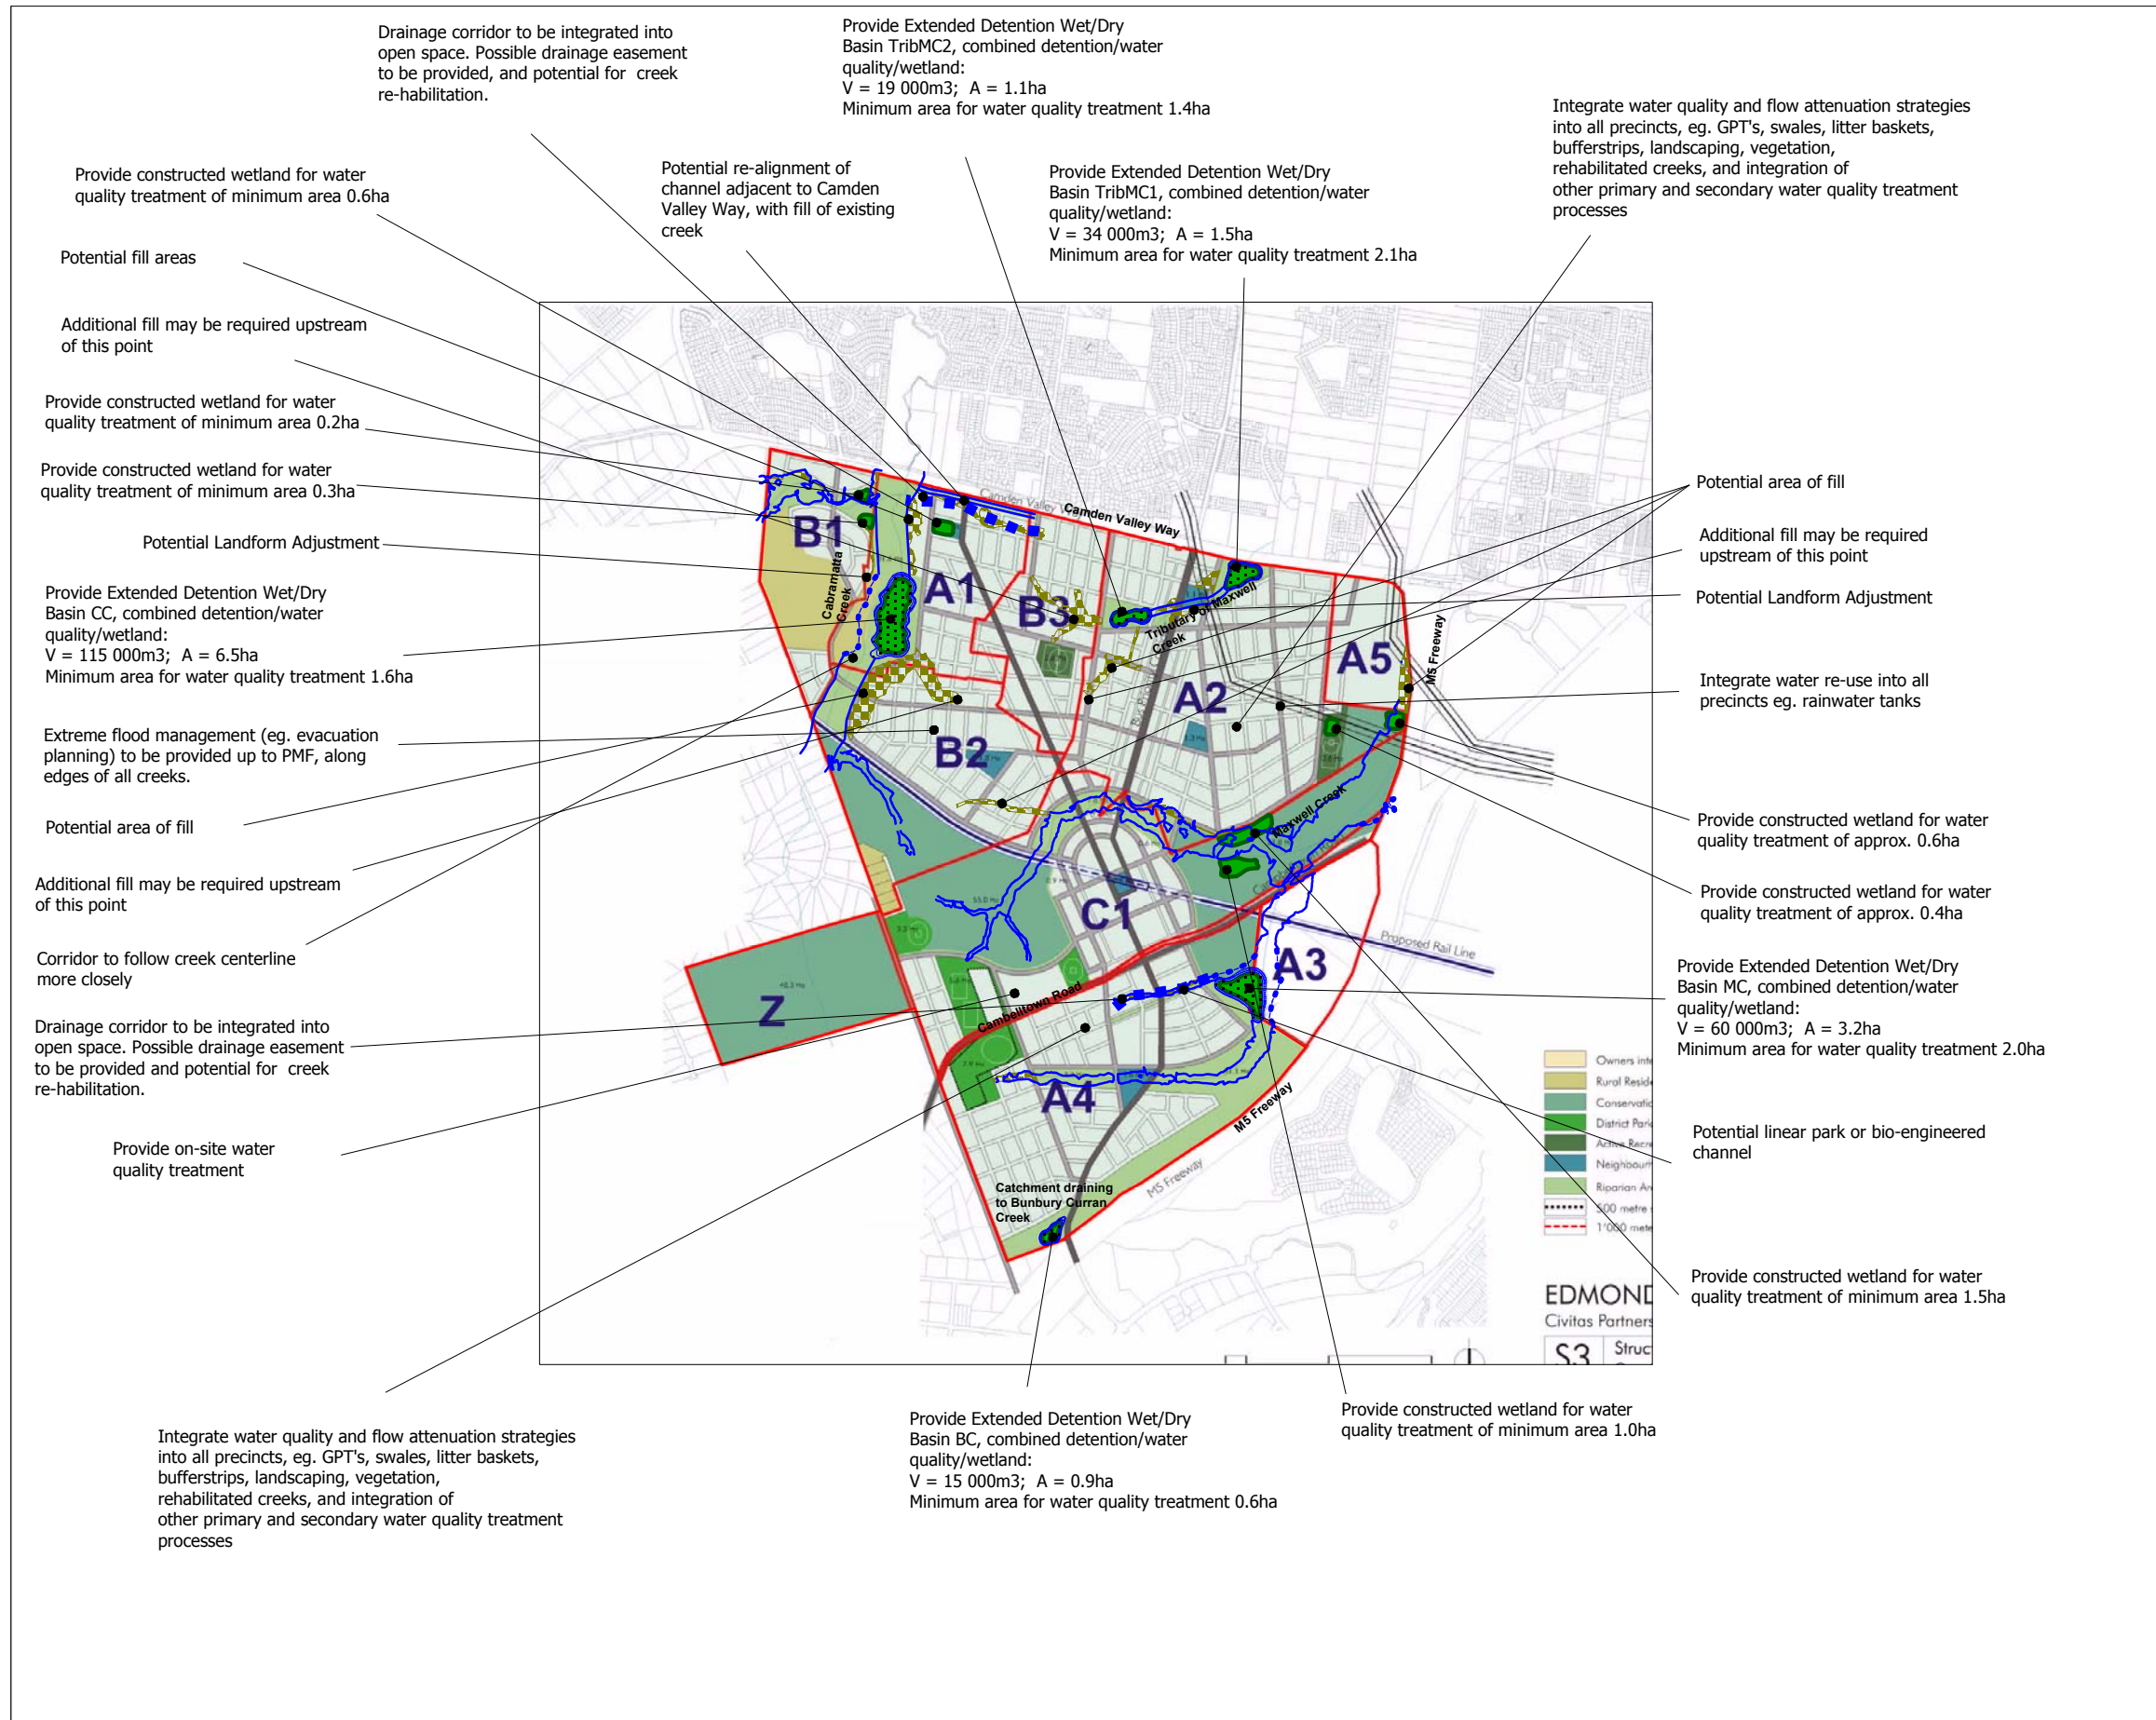 Drainage corridor to be integrated into
open space. Possible drainage easement
to be provided, and potential for  creek
re-habilitation.
Provide Extended Detention Wet/Dry
Basin TribMC2, combined detention/water
quality/wetland:
V = 19 000m3;  A = 1.1ha
Minimum area for water quality treatment 1.4ha
Integrate water quality and flow attenuation strategies
into all precincts, eg. GPT's, swales, litter baskets,
bufferstrips, landscaping, vegetation,
rehabilitated creeks, and integration of
other primary and secondary water quality treatment
processes
Potential re-alignment of
channel adjacent to Camden
Valley Way, with fill of existing
creek
Provide Extended Detention Wet/Dry
Basin TribMC1, combined detention/water
quality/wetland:
V = 34 000m3;  A = 1.5ha
Minimum area for water quality treatment 2.1ha
Provide constructed wetland for water
quality treatment of minimum area 0.6ha
Potential fill areas
Additional fill may be required upstream
of this point
Provide constructed wetland for water
quality treatment of minimum area 0.2ha
Provide constructed wetland for water
quality treatment of minimum area 0.3ha
Potential Landform Adjustment
Provide Extended Detention Wet/Dry
Basin CC, combined detention/water
quality/wetland:
V = 115 000m3;  A = 6.5ha
Minimum area for water quality treatment 1.6ha
Extreme flood management (eg. evacuation
planning) to be provided up to PMF, along
edges of all creeks.
Potential area of fill
Additional fill may be required upstream
of this point
Corridor to follow creek centerline
more closely
Drainage corridor to be integrated into
open space. Possible drainage easement
to be provided and potential for  creek
re-habilitation.
Provide on-site water
quality treatment
Integrate water quality and flow attenuation strategies
into all precincts, eg. GPT's, swales, litter baskets,
bufferstrips, landscaping, vegetation,
rehabilitated creeks, and integration of
other primary and secondary water quality treatment
processes
Camden Valley
Camden Valley Way
B1
Cabramatta
Creek
A1
B3
Tributary of Maxwell
Creek
A5
M5 Freeway
A2
B2
Maxwell Creek
C1
Proposed Rail Line
A3
Z
Cambelltown Road
A4
M5 Freeway
M5 Freeway
Catchment draining
to Bunbury Curran
Creek
Potential area of fill
Additional fill may be required
upstream of this point
Potential Landform Adjustment
Integrate water re-use into all
precincts eg. rainwater tanks
Provide constructed wetland for water
quality treatment of approx. 0.6ha
Provide constructed wetland for water
quality treatment of approx. 0.4ha
Provide Extended Detention Wet/Dry
Basin MC, combined detention/water
quality/wetland:
V = 60 000m3;  A = 3.2ha
Minimum area for water quality treatment 2.0ha
Potential linear park or bio-engineered
channel
Provide constructed wetland for water
quality treatment of minimum area 1.5ha
Owners inte
Rural Reside
Conservatio
District Park
Active Recre
Neighbourh
Riparian Are
500 metre
1'000 metre
EDMOND
Civitas Partners
S3
Struc
Provide Extended Detention Wet/Dry
Basin BC, combined detention/water
quality/wetland:
V = 15 000m3;  A = 0.9ha
Minimum area for water quality treatment 0.6ha
Provide constructed wetland for water
quality treatment of minimum area 1.0ha